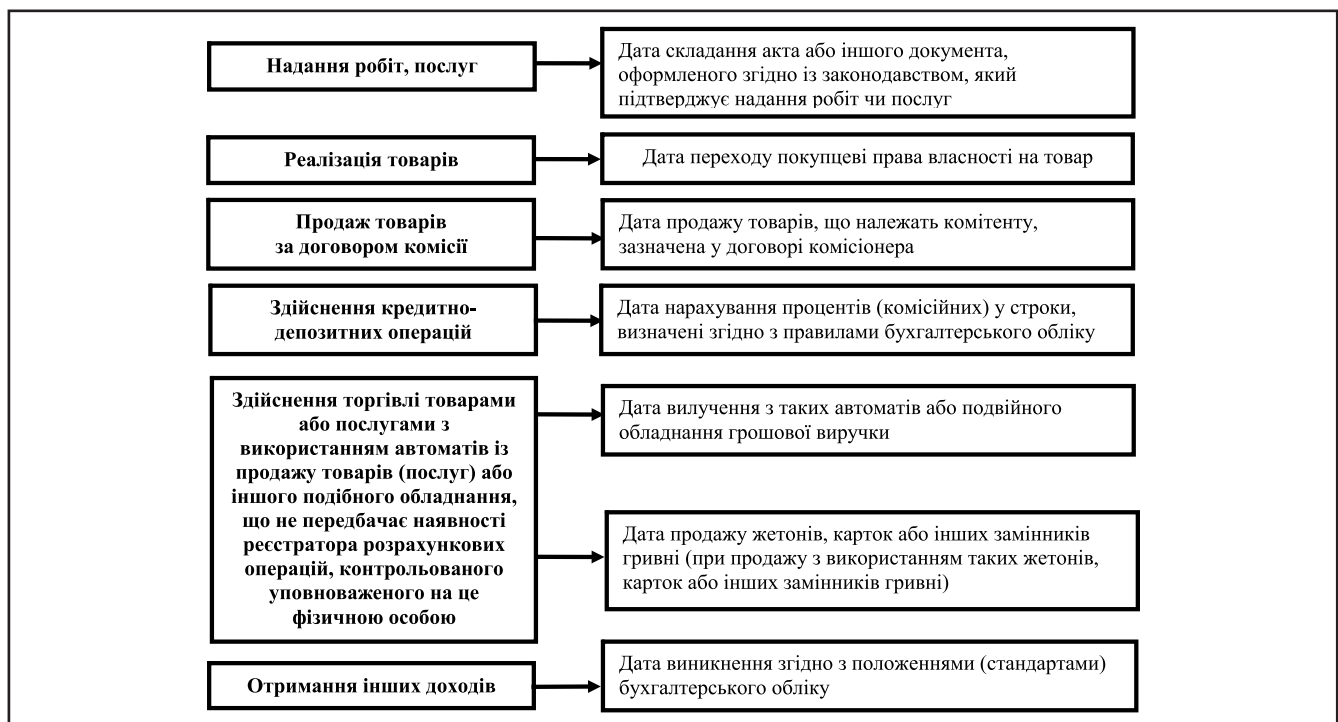 Надання робіт, послуг
Дата складання акта або іншого документа,
оформленого згідно із законодавством, який
підтверджує надання робіт чи послуг
Реалізація товарів
Дата переходу покупцеві права власності на товар
Продаж товарів
за договором комісії
Дата продажу товарів, що належать комітенту,
зазначена у договорі комісіонера
Здійснення кредитно-
депозитних операцій
Дата нарахування процентів (комісійних) у строки,
визначені згідно з правилами бухгалтерського обліку
Здійснення торгівлі товарами
або послугами з
використанням автоматів із
продажу товарів (послуг) або
іншого подібного обладнання,
що не передбачає наявності
реєстратора розрахункових
операцій, контрольованого
уповноваженого на це
фізичною особою
Дата вилучення з таких автоматів або подвійного
обладнання грошової виручки
Дата продажу жетонів, карток або інших замінників
гривні (при продажу з використанням таких жетонів,
карток або інших замінників гривні)
Отримання інших доходів
Дата виникнення згідно з положеннями (стандартами)
бухгалтерського обліку